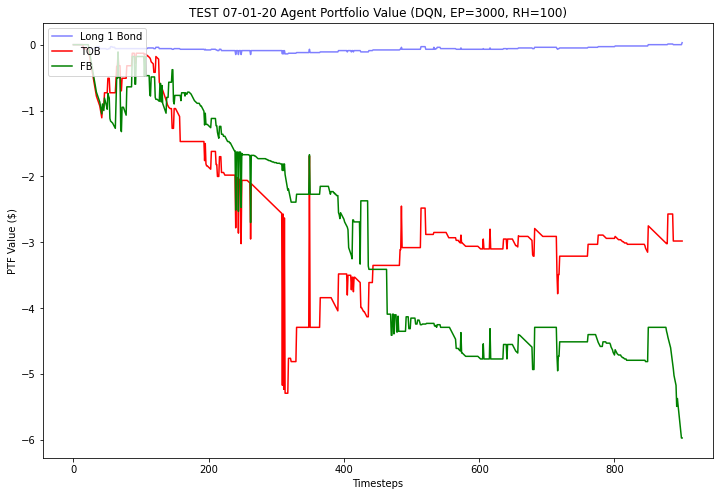 TEST 07-01-20 Agent Portfolio Value (DQN, EP=3000, RH=100)
Long 1 Bond
TOB
FB
PTF Value ($)
0
−1
−2
−3
−4
−5
−6
0 200 400 600 800
Timesteps